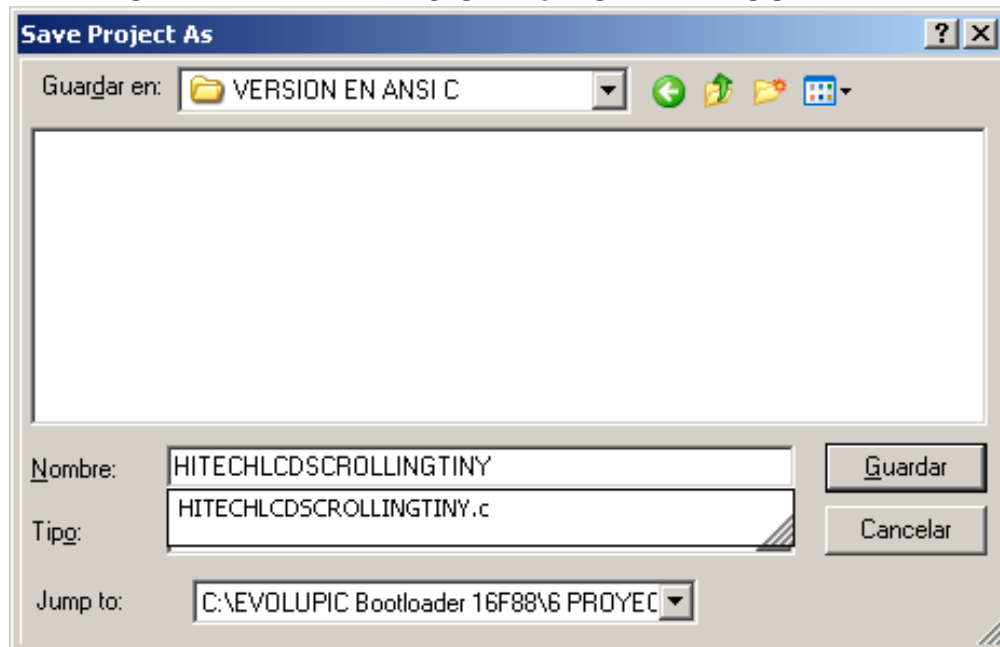 Save Project As
Guardar en: VERSION EN ANSI C
Nombre: HITECHLCDSCROLLINGTINY Guardar
HITECHLCDSCROLLINGTINY.c
Tipo: Cancelar
Jump to: C:\EVOLUPIC Bootloader 16F88\6 PROYEC